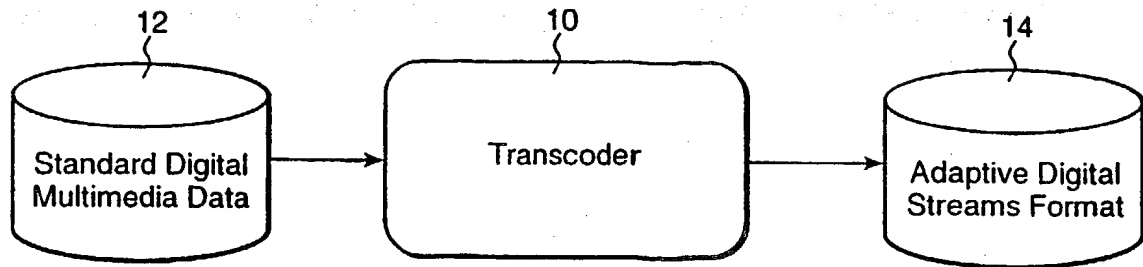 12
10
14
Standard Digital
Multimedia Data
Transcoder
Adaptive Digital
Streams Format